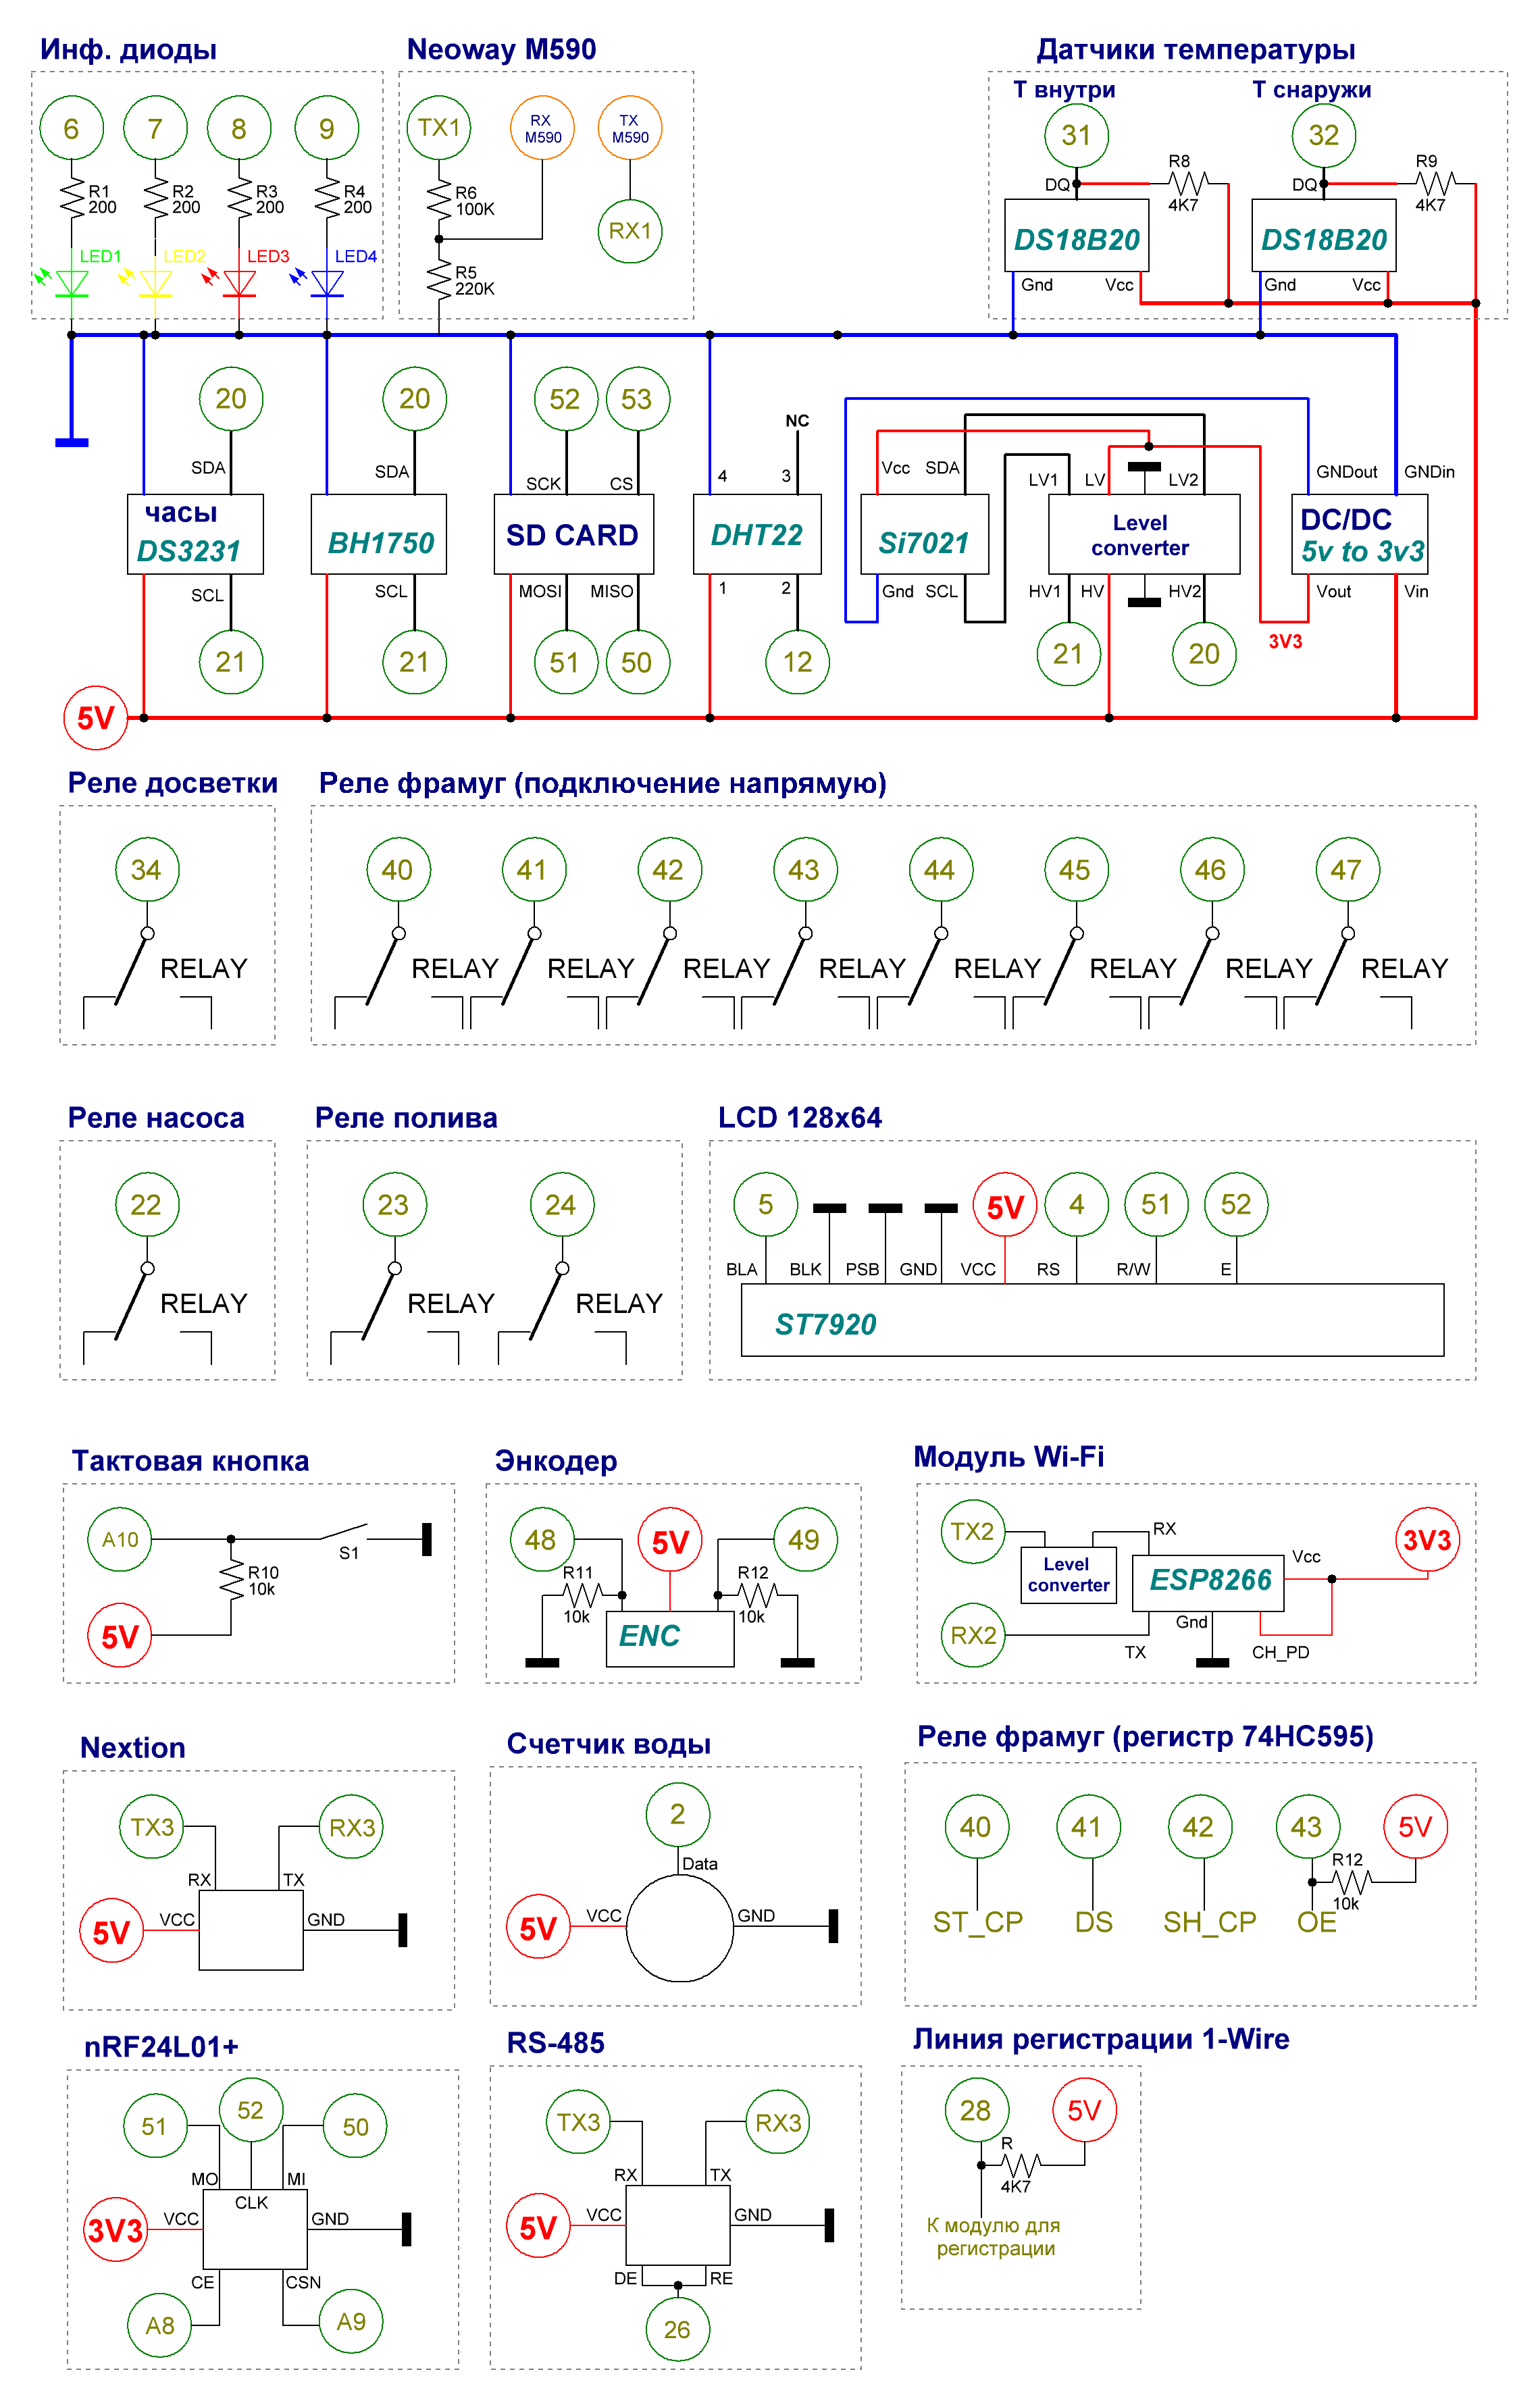 Инф. диоды
Neoway M590
Датчики температуры
Т внутри
Т снаружи
6
7
8
9
TX1
RX
M590
TX
M590
31
32
R1
200
R2
200
R3
200
R4
200
R6
100K
RX1
DQ
R8
4K7
DQ
R9
4K7
LED1
LED2
LED3
LED4
R5
220K
DS18B20
DS18B20
Gnd
Vcc
Gnd
Vcc
20
20
52
53
NC
SDA
SDA
SCK
CS
4
3
Vcc
SDA
LV1
LV
LV2
GNDout
GNDin
часы
DS3231
BH1750
SD CARD
DHT22
Si7021
Level
converter
DC/DC
5v to 3v3
SCL
SCL
MOSI
MISO
1
2
Gnd
SCL
HV1
HV
HV2
Vout
Vin
3V3
21
21
51
50
12
21
20
5V
Реле досветки
Реле фрамуг (подключение напрямую)
34
40
41
42
43
44
45
46
47
RELAY
RELAY
RELAY
RELAY
RELAY
RELAY
RELAY
RELAY
RELAY
Реле насоса
Реле полива
LCD 128x64
22
23
24
5
5V
4
51
52
RELAY
RELAY
RELAY
BLA
BLK
PSB
GND
VCC
RS
R/W
E
ST7920
Тактовая кнопка
Энкодер
Модуль Wi-Fi
A10
S1
R10
10k
5V
48
5V
49
R11
10k
R12
10k
ENC
TX2
RX
Level
converter
ESP8266
Vcc
3V3
RX2
TX
Gnd
CH_PD
Nextion
Счетчик воды
Реле фрамуг (регистр 74HC595)
TX3
RX3
RX
TX
5V
VCC
GND
2
Data
5V
VCC
GND
40
41
42
43
5V
R12
10k
ST_CP
DS
SH_CP
OE
nRF24L01+
RS-485
Линия регистрации 1-Wire
51
52
50
MO
MI
CLK
3V3
VCC
GND
CE
CSN
A8
A9
TX3
RX3
RX
TX
5V
VCC
GND
DE
RE
26
28
5V
R
4K7
К модулю для
регистрации